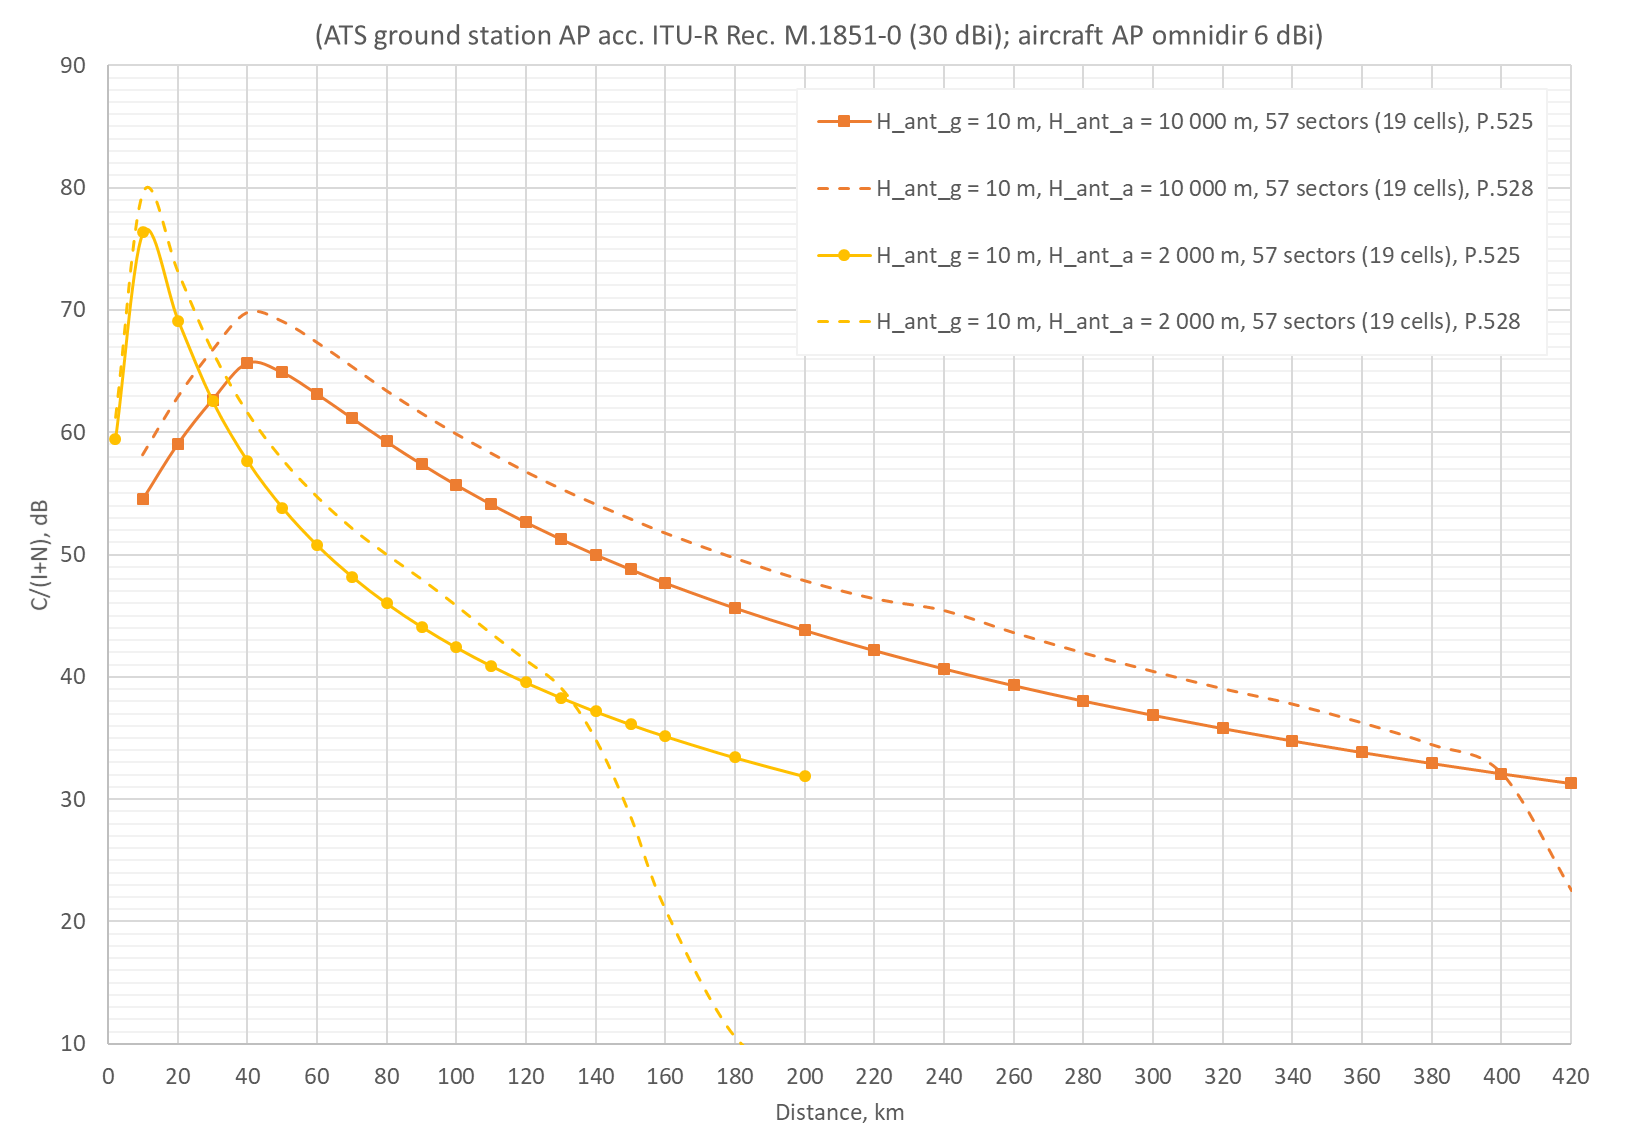 (ATS ground station AP acc. ITU-R Rec. M.1851-0 (30 dBi); aircraft AP omnidir 6 dBi)
90
80
70
60
50
40
30
20
10
C/(I+N), dB
H_ant_g = 10 m, H_ant_a = 10 000 m, 57 sectors (19 cells), P.525
H_ant_g = 10 m, H_ant_a = 10 000 m, 57 sectors (19 cells), P.528
H_ant_g = 10 m, H_ant_a = 2 000 m, 57 sectors (19 cells), P.525
H_ant_g = 10 m, H_ant_a = 2 000 m, 57 sectors (19 cells), P.528
0 20 40 60 80 100 120 140 160 180 200 220 240 260 280 300 320 340 360 380 400 420
Distance, km